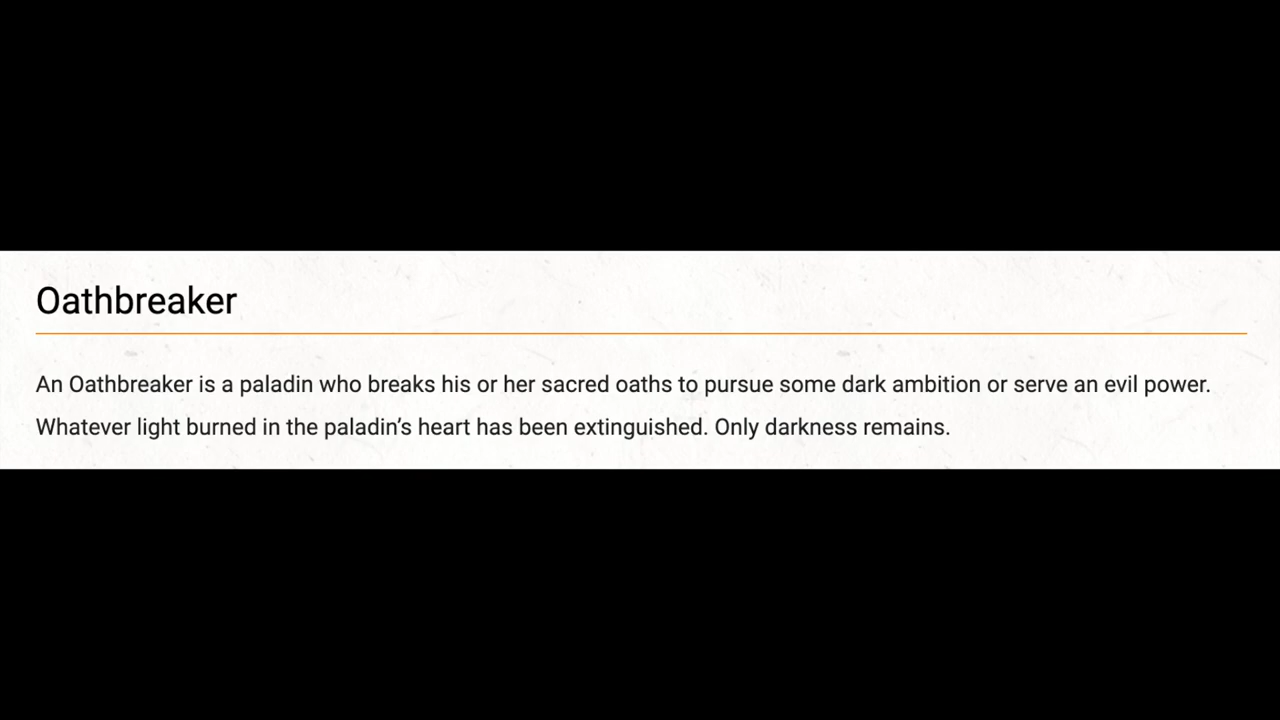 Oathbreaker
An Oathbreaker is a paladin who breaks his or her sacred oaths to pursue some dark ambition or serve an evil power.
Whatever light burned in the paladin’s heart has been extinguished. Only darkness remains.